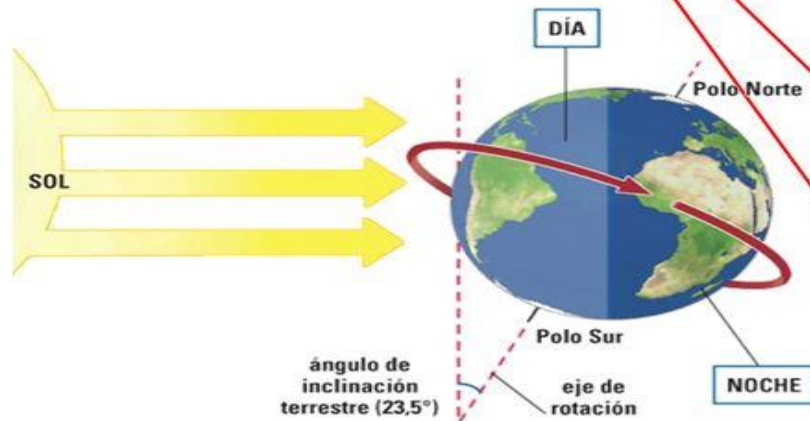 DÍA
Polo Norte
SOL
Polo Sur
ángulo de
inclinación
terrestre (23,5°)
eje de
rotación
NOCHE